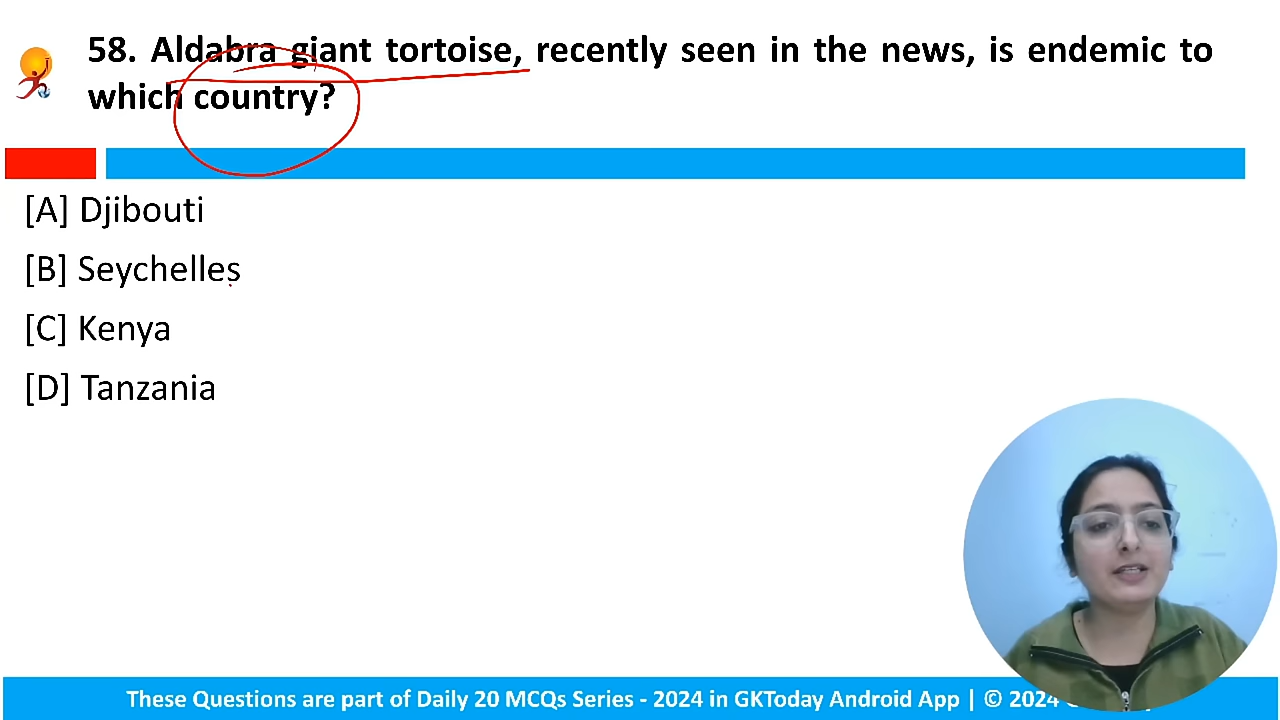 58. Aldabra giant tortoise, recently seen in the news, is endemic to
which country?
[A] Djibouti
[B] Seychelles
[C] Kenya
[D] Tanzania
These Questions are part of Daily 20 MCQs Series - 2024 in GKToday Android App | © 2024